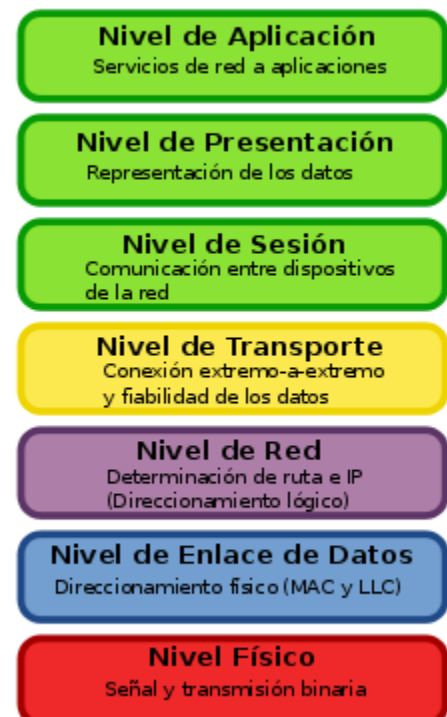 Nivel de Aplicación
Servicios de red a aplicaciones
Nivel de Presentación
Representación de los datos
Nivel de Sesión
Comunicación entre dispositivos
de la red
Nivel de Transporte
Conexión extremo-a-extremo
y fiabilidad de los datos
Nivel de Red
Determinación de ruta e IP
(Direccionamiento lógico)
Nivel de Enlace de Datos
Direccionamiento físico (MAC y LLC)
Nivel Físico
Señal y transmisión binaria